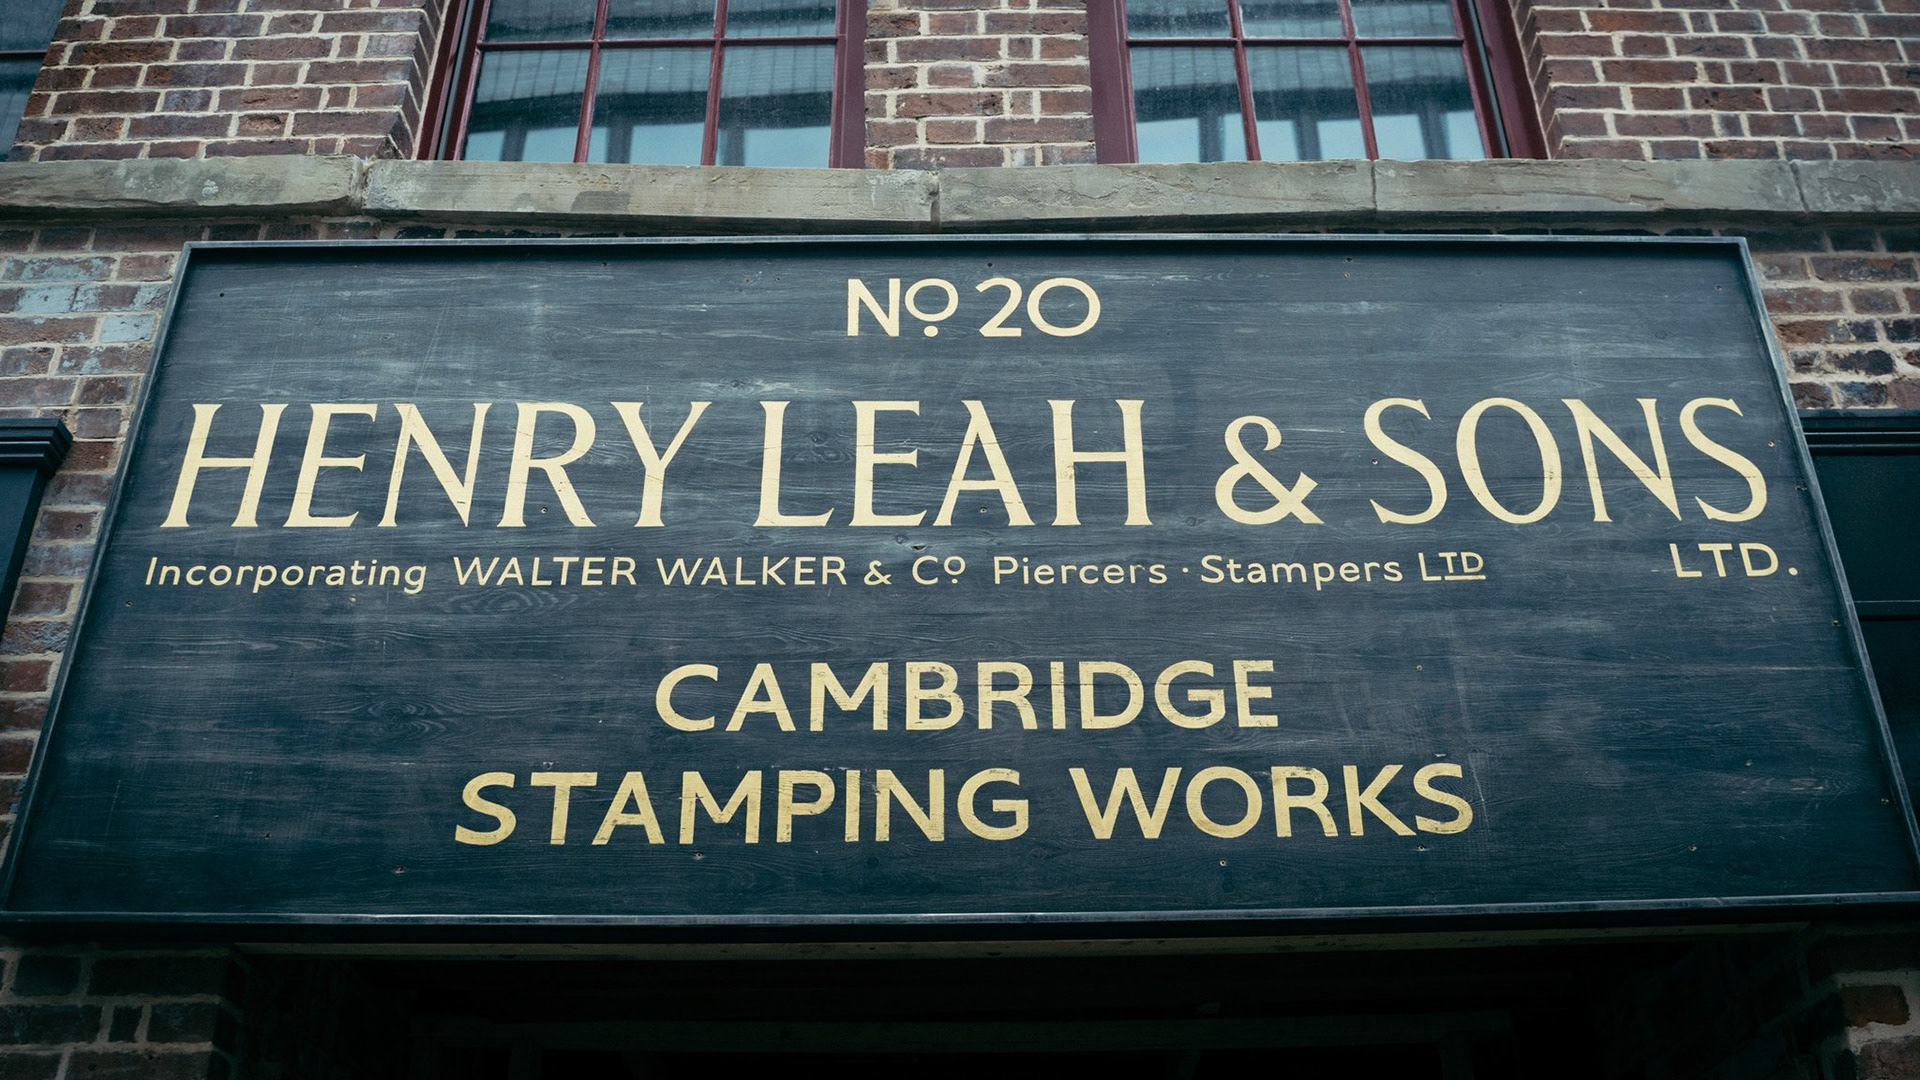 Nº 20
HENRY LEAH & SONS
LTD.
Incorporating WALTER WALKER & Cº Piercers · Stampers LTD
CAMBRIDGE
STAMPING WORKS